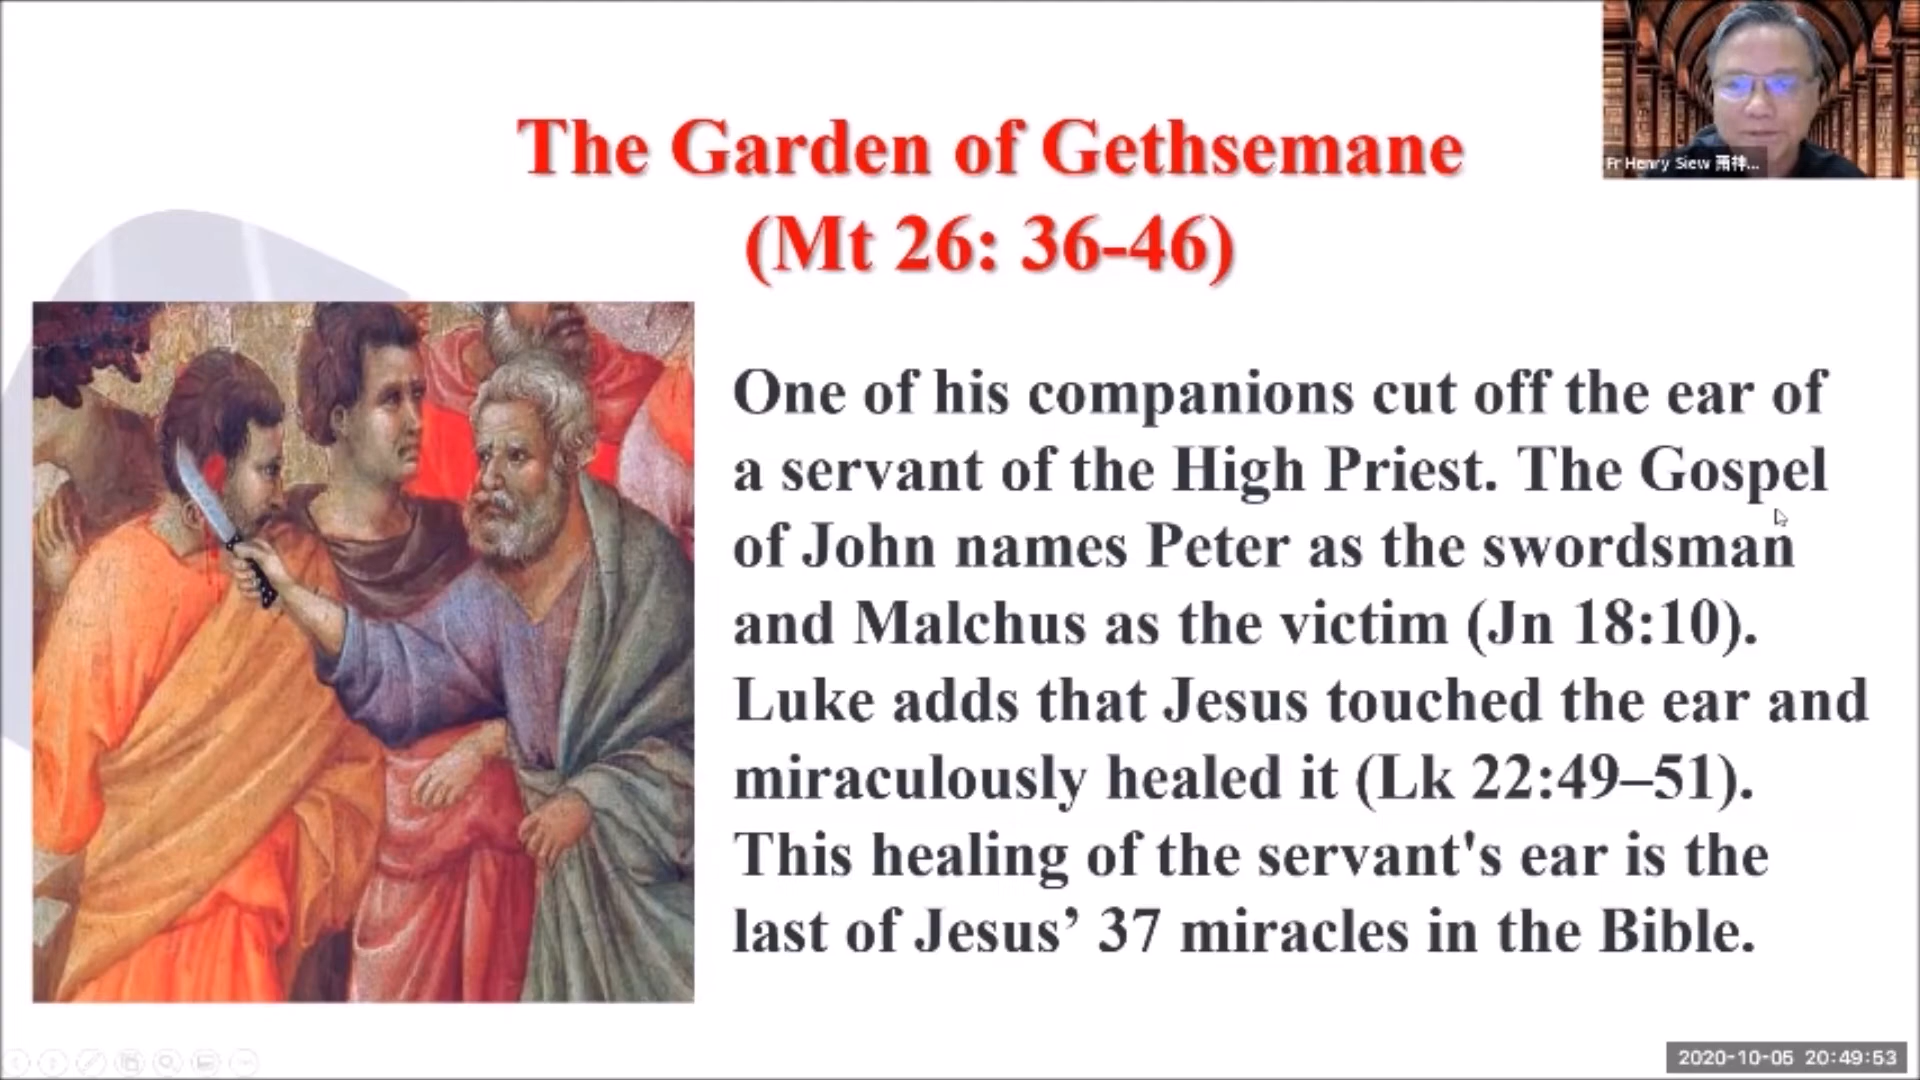 The Garden of Gethsemane
(Mt 26: 36-46)
Fr Henry Siew 蕭神...
One of his companions cut off the ear of
a servant of the High Priest. The Gospel
of John names Peter as the swordsman
and Malchus as the victim (Jn 18:10).
Luke adds that Jesus touched the ear and
miraculously healed it (Lk 22:49–51).
This healing of the servant's ear is the
last of Jesus’ 37 miracles in the Bible.
2020-10-05 20:49:53